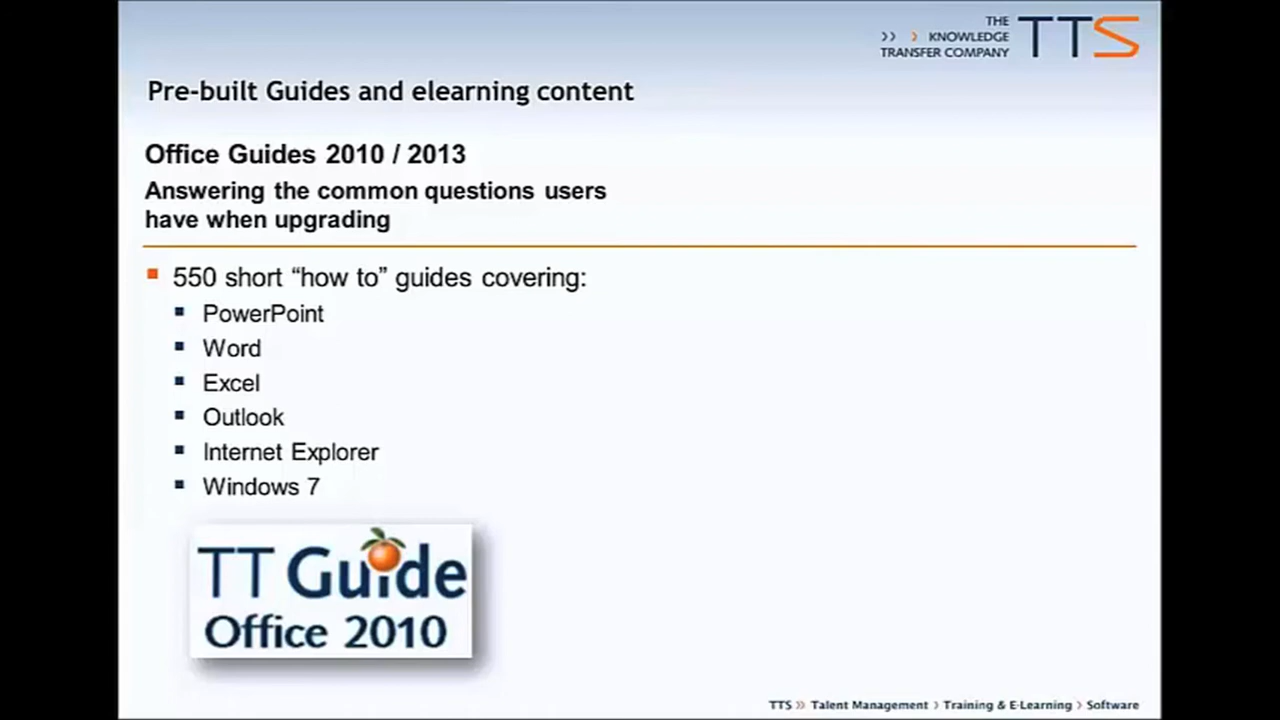 THE
›› › KNOWLEDGE
TRANSFER COMPANY
TTS
Pre-built Guides and elearning content
Office Guides 2010 / 2013
Answering the common questions users
have when upgrading
550 short “how to” guides covering:
PowerPoint
Word
Excel
Outlook
Internet Explorer
Windows 7
TT Guide
Office 2010
TTS ›› Talent Management › Training & E-Learning › Software